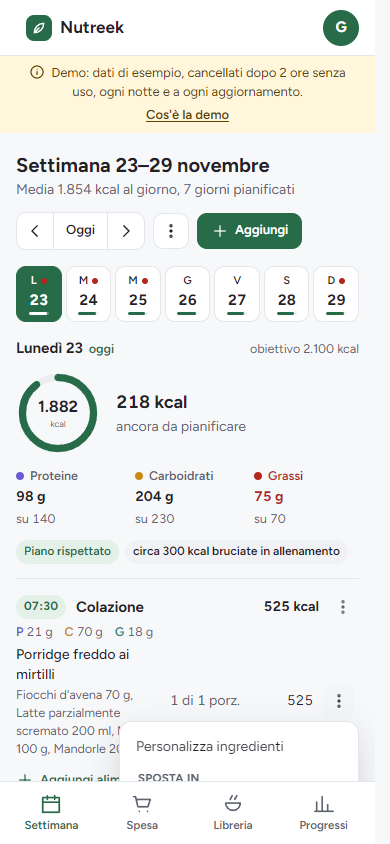 Nutreek
G
Demo: dati di esempio, cancellati dopo 2 ore senza
uso, ogni notte e a ogni aggiornamento.
Cos'è la demo
Settimana 23–29 novembre
Media 1.854 kcal al giorno, 7 giorni pianificati
Oggi
Aggiungi
L M M G V S D
23 24 25 26 27 28 29
Lunedì 23 oggi
obiettivo 2.100 kcal
1.882
kcal
218 kcal
ancora da pianificare
Proteine Carboidrati Grassi
98 g 204 g 75 g
su 140 su 230 su 70
Piano rispettato circa 300 kcal bruciate in allenamento
07:30 Colazione 525 kcal
P 21 g C 70 g G 18 g
Porridge freddo ai
mirtilli
Fiocchi d'avena 70 g,
Latte parzialmente
scremato 200 ml,
100 g, Mandorle
1 di 1 porz. 525
Personalizza ingredienti
SPOSTA IN
Aggiungi
Settimana Spesa Libreria Progressi